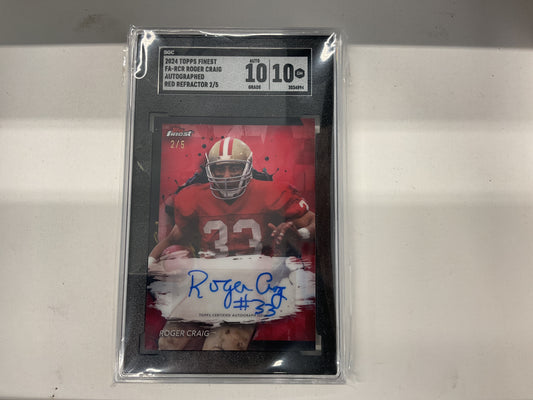 SGC
2024 TOPPS FINEST
FA-RCR ROGER CRAIG
AUTOGRAPHED
RED REFRACTOR 2/5
AUTO
10
GRADE
10
FINEST
2/5
33
Roger Craig
#33
TOPPS CERTIFIED AUTOGRAPH
ROGER CRAIG